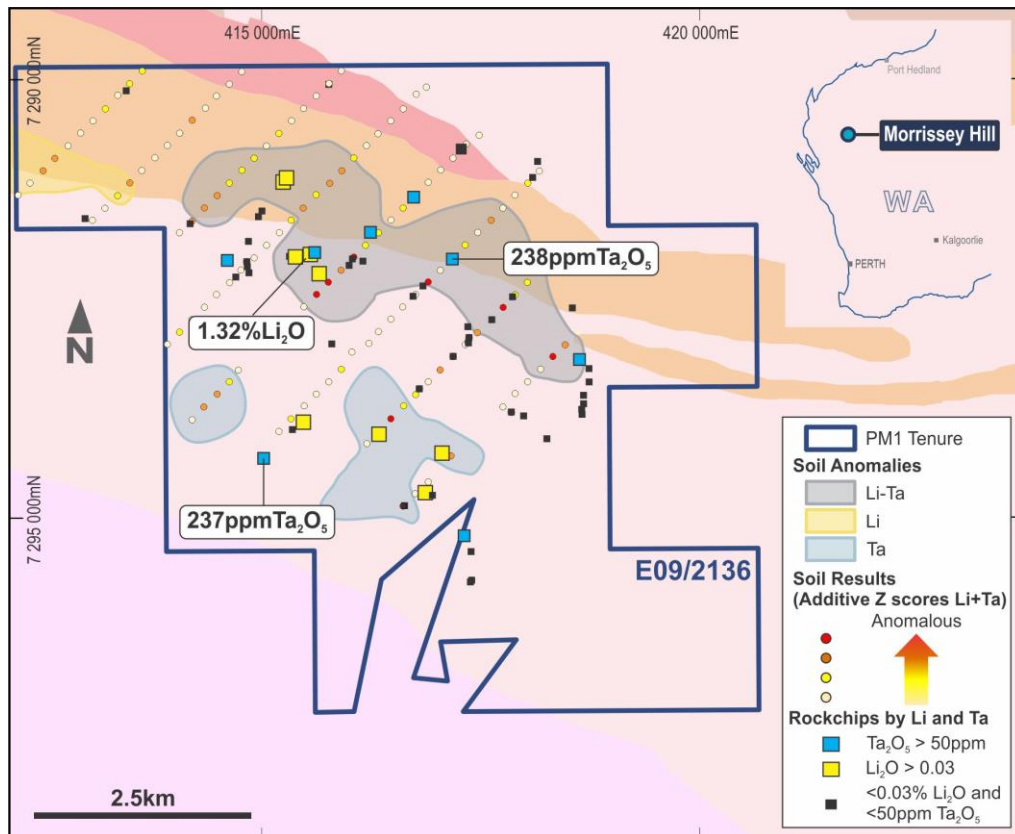 415 000mE
420 000mE
7 290 000mN
7 295 000mN
Port Hedland
Morrissey Hill
WA
Kalgoorlie
PERTH
238ppmTa₂O₅
1.32%Li₂O
237ppmTa₂O₅
N
E09/2136
2.5km
PM1 Tenure
Soil Anomalies
Li-Ta
Li
Ta
Soil Results
(Additive Z scores Li+Ta)
Anomalous
Rockchips by Li and Ta
Ta₂O₅ > 50ppm
Li₂O > 0.03
<0.03% Li₂O and
<50ppm Ta₂O₅